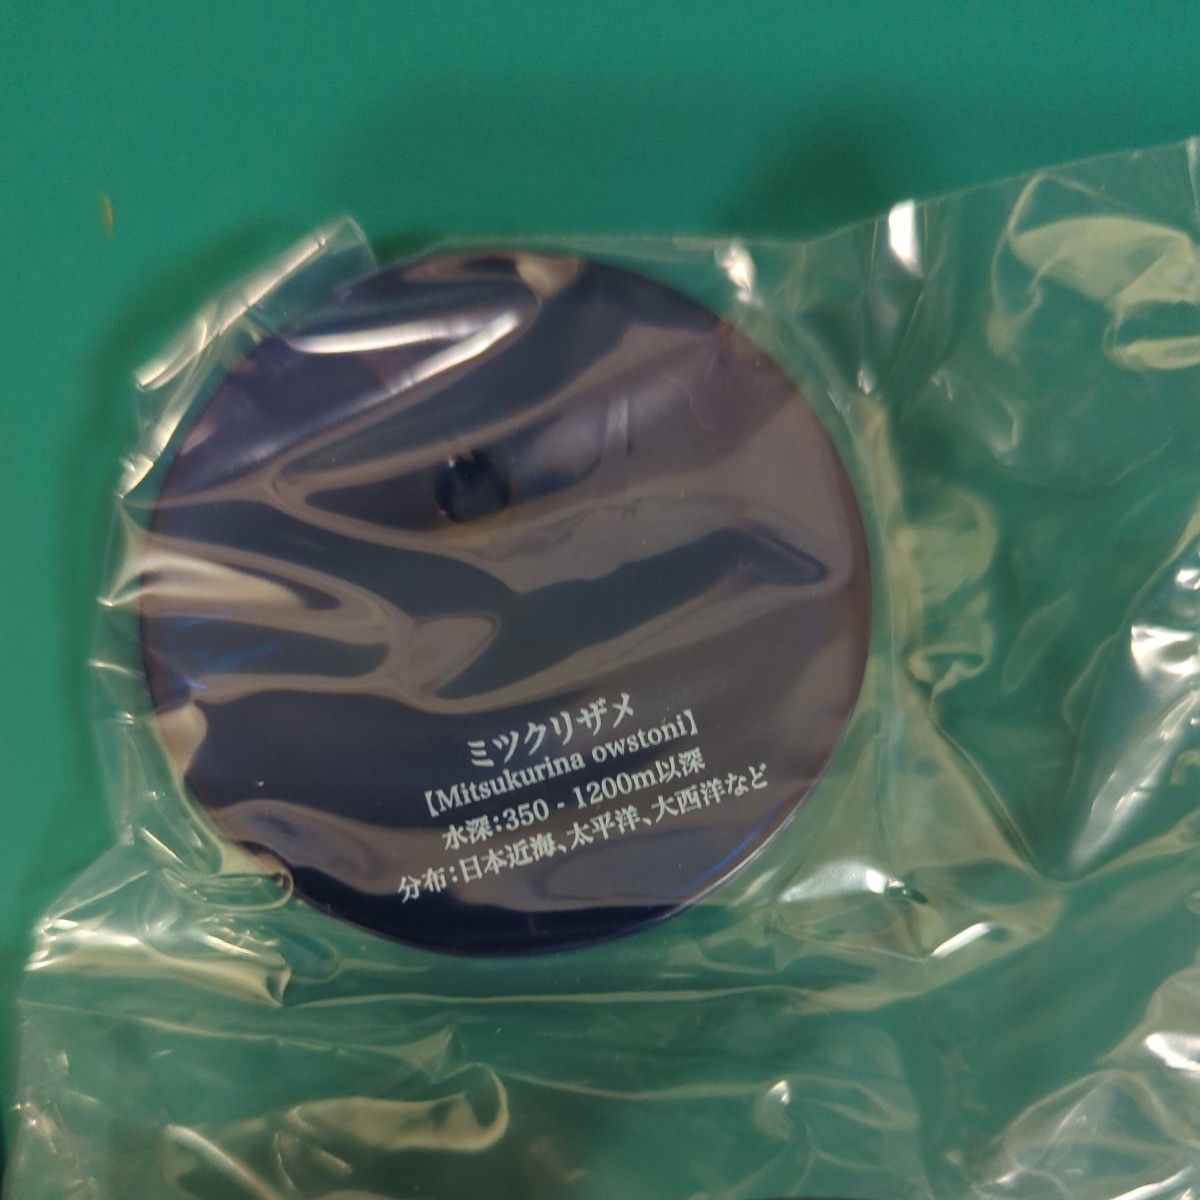 ミツクリザメ
【Mitsukurina owstoni】
水深：350 - 1200m以深
分布：日本近海、太平洋、大西洋など